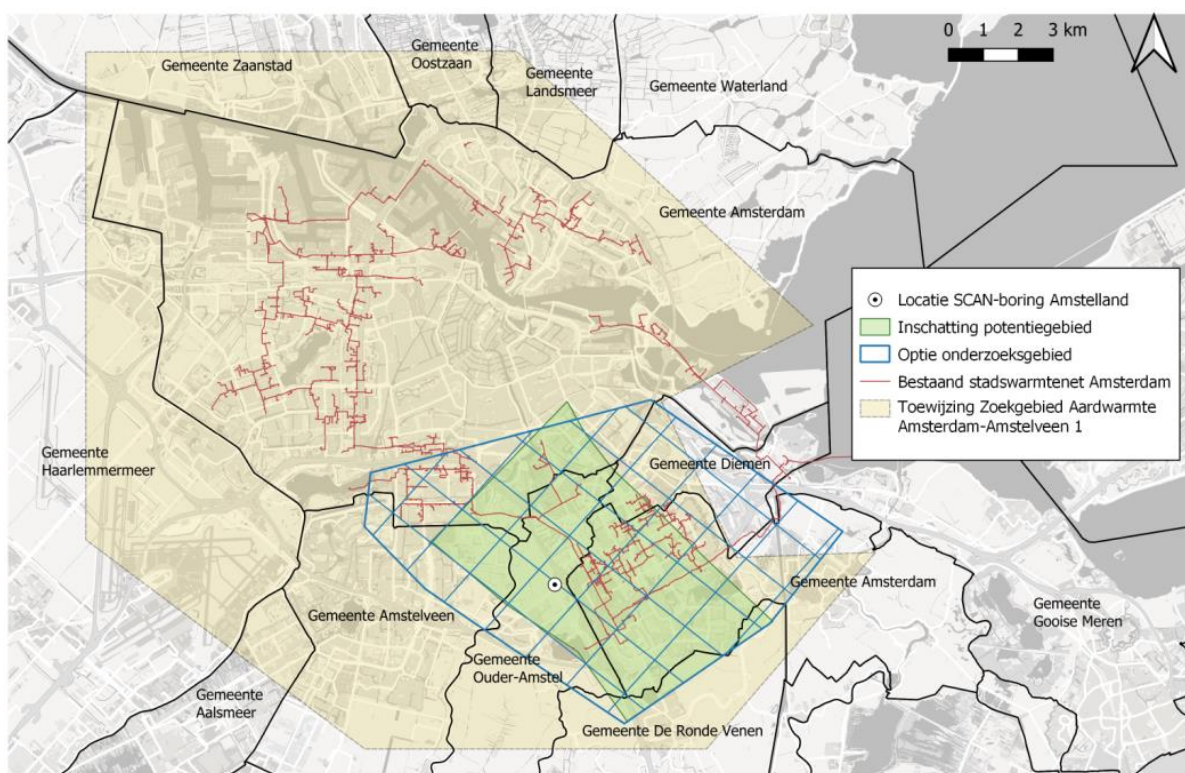 Gemeente Zaanstad
Gemeente
Oostzaan
Gemeente
Landsmeer
Gemeente Waterland
0 1 2 3 km
Gemeente Amsterdam
Locatie SCAN-boring Amstelland
Inschatting potentiegebied
Optie onderzoeksgebied
Bestaand stadswarmtenet Amsterdam
Toewijzing Zoekgebied Aardwarmte
Amsterdam-Amstelveen 1
Gemeente
Haarlemmermeer
Gemeente Diemen
Gemeente Amsterdam
Gemeente
Gooise Meren
Gemeente Amstelveen
Gemeente
Ouder-Amstel
Gemeente
Aalsmeer
Gemeente De Ronde Venen